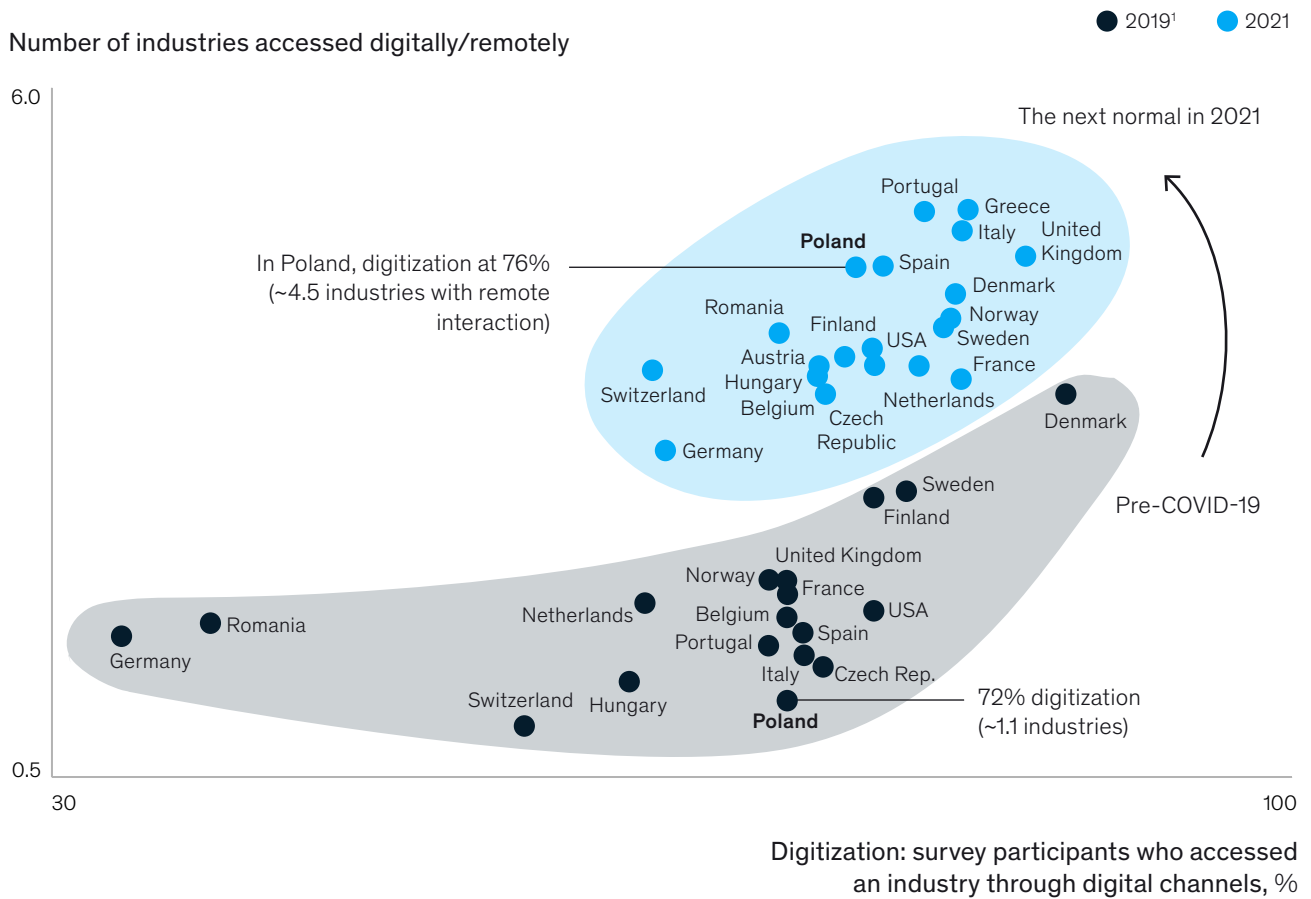 2019¹
2021
Number of industries accessed digitally/remotely
6.0
The next normal in 2021
Portugal
Greece
Italy
United
Kingdom
Poland
Spain
In Poland, digitization at 76%
(~4.5 industries with remote
interaction)
Denmark
Romania
Finland
Norway
USA
Sweden
Austria
France
Switzerland
Hungary
Netherlands
Belgium
Czech
Republic
Denmark
Germany
Sweden
Pre-COVID-19
Finland
United Kingdom
Norway
France
Netherlands
Belgium
USA
Romania
Spain
Portugal
Germany
Italy
Czech Rep.
Switzerland
Hungary
72% digitization
(~1.1 industries)
Poland
0.5
30
100
Digitization: survey participants who accessed
an industry through digital channels, %